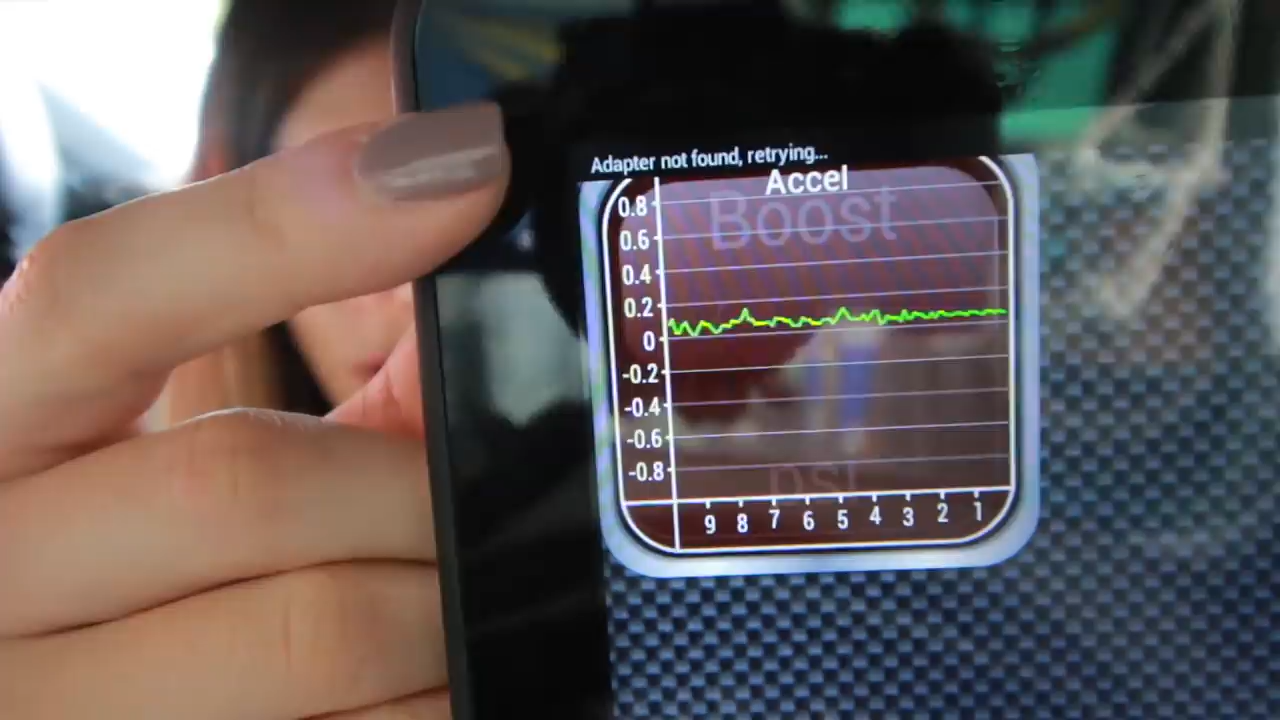 Adapter not found, retrying...
Accel
Boost
0.8
0.6
0.4
0.2
0
-0.2
-0.4
-0.6
-0.8
psi
9 8 7 6 5 4 3 2 1